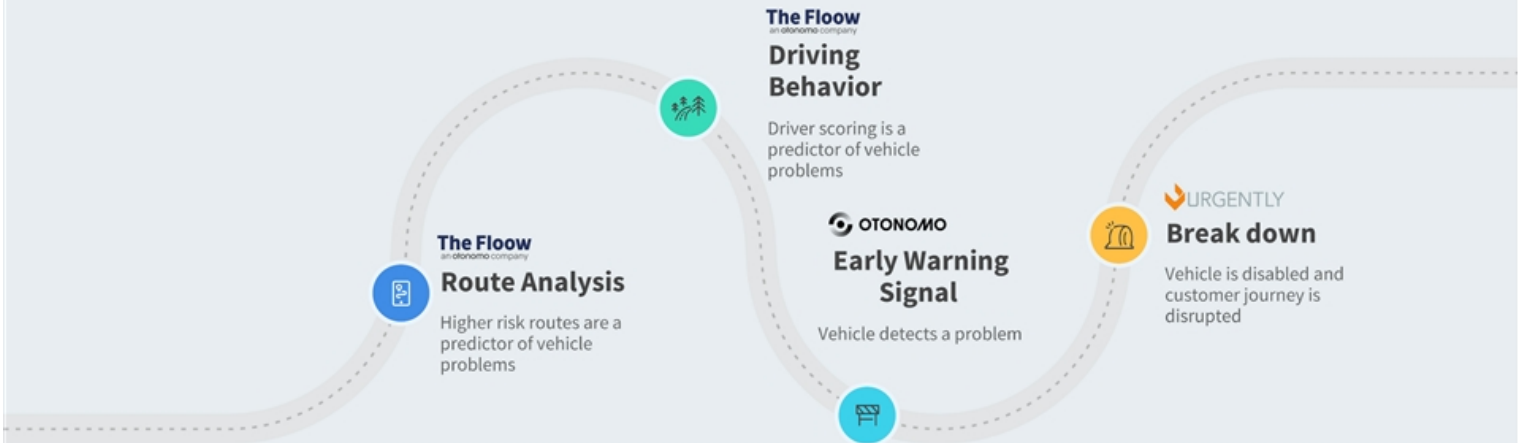 The Floow
an otonomo company
Route Analysis
Higher risk routes are a
predictor of vehicle
problems
The Floow
an otonomo company
Driving
Behavior
Driver scoring is a
predictor of vehicle
problems
OTONOMO
Early Warning
Signal
Vehicle detects a problem
URGENTLY
Break down
Vehicle is disabled and
customer journey is
disrupted